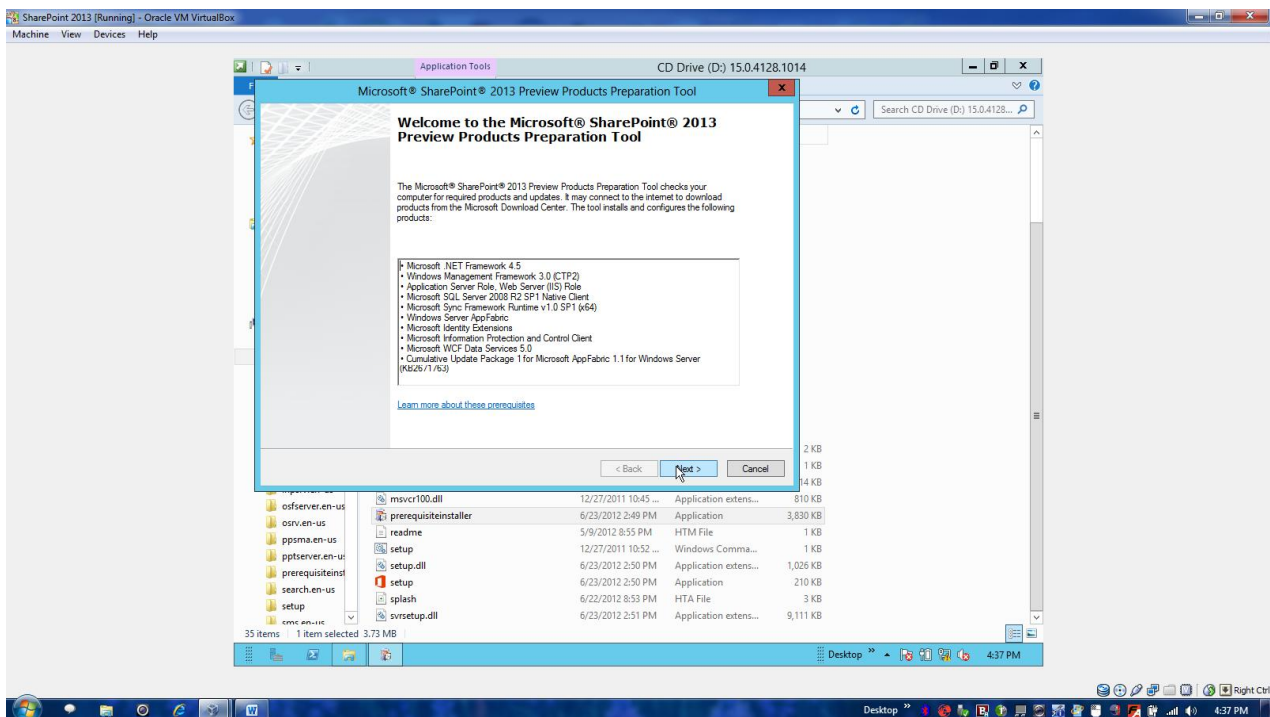 SharePoint 2013 [Running] - Oracle VM VirtualBox
Machine View Devices Help
Application Tools
CD Drive (D:) 15.0.4128.1014
Search CD Drive (D:) 15.0.4128...
Microsoft® SharePoint® 2013 Preview Products Preparation Tool
Welcome to the Microsoft® SharePoint® 2013
Preview Products Preparation Tool
The Microsoft® SharePoint® 2013 Preview Products Preparation Tool checks your
computer for required products and updates. It may connect to the internet to download
products from the Microsoft Download Center. The tool installs and configures the following
products:
• Microsoft .NET Framework 4.5
• Windows Management Framework 3.0 (CTP2)
• Application Server Role, Web Server (IIS) Role
• Microsoft SQL Server 2008 R2 SP1 Native Client
• Microsoft Sync Framework Runtime v1.0 SP1 (x64)
• Windows Server AppFabric
• Microsoft Identity Extensions
• Microsoft Information Protection and Control Client
• Microsoft WCF Data Services 5.0
• Cumulative Update Package 1 for Microsoft AppFabric 1.1 for Windows Server
(KB2671763)
Learn more about these prerequisites
< Back Next > Cancel
2 KB
1 KB
14 KB
osfserver.en-us
osrv.en-us
ppsma.en-us
pptserver.en-u
prerequisiteinst
search.en-us
setup
sms.en-us
msvcr100.dll 12/27/2011 10:45 ... Application extens... 810 KB
prerequisiteinstaller 6/23/2012 2:49 PM Application 3,830 KB
readme 5/9/2012 8:55 PM HTM File 1 KB
setup 12/27/2011 10:52 ... Windows Comma... 1 KB
setup.dll 6/23/2012 2:50 PM Application extens... 1,026 KB
setup 6/23/2012 2:50 PM Application 210 KB
splash 6/22/2012 8:53 PM HTA File 3 KB
svrsetup.dll 6/23/2012 2:51 PM Application extens... 9,111 KB
35 items 1 item selected 3.73 MB
Desktop 4:37 PM
Right Ctrl
Desktop 4:37 PM